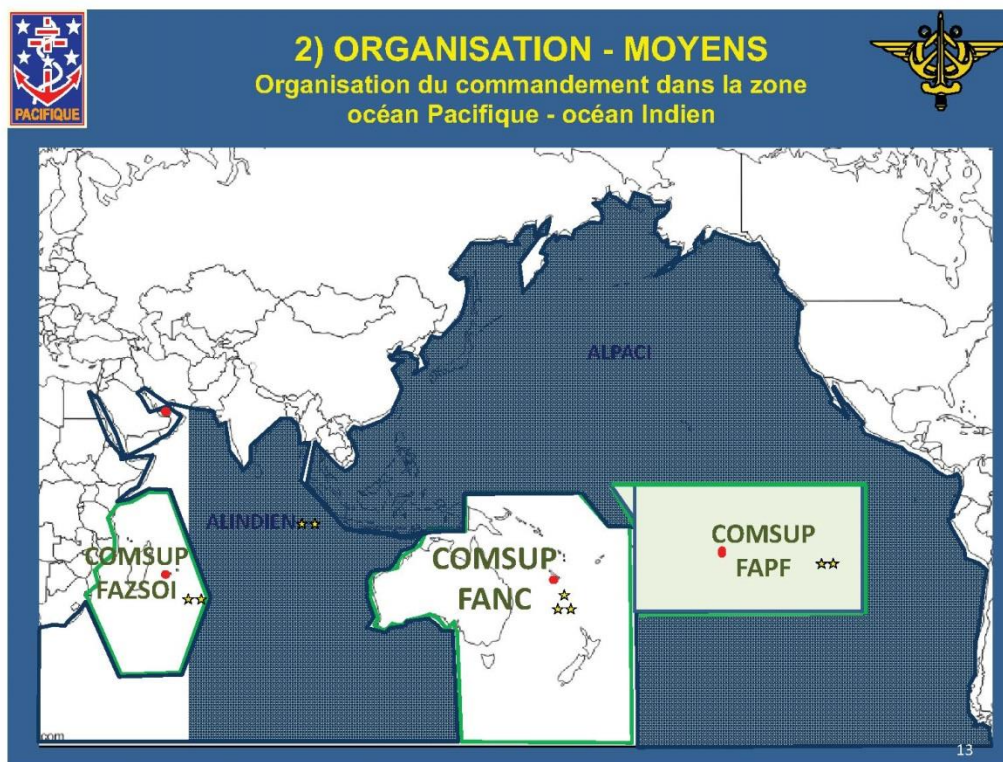 2) ORGANISATION - MOYENS
Organisation du commandement dans la zone
océan Pacifique - océan Indien
PACIFIQUE
ALPACI
ALINDIEN
COMSUP
FAZSOI
COMSUP
FANC
COMSUP
FAPF
com
13